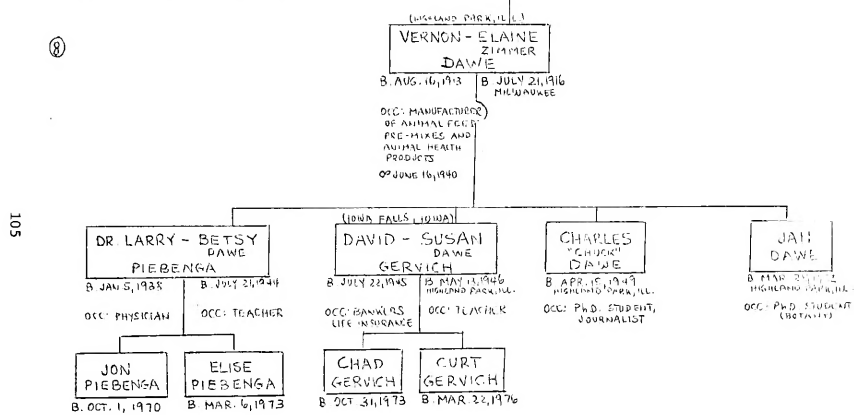 (HIGHLAND PARK, ILL.)
8
VERNON - ELAINE
ZIMMER
DAWE
B. AUG. 16, 1913 B. JULY 21, 1916
MILWAUKEE
OCC: MANUFACTURER
OF ANIMAL FEED
PRE-MIXES AND
ANIMAL HEALTH
PRODUCTS
JUNE 16, 1940
105
(IOWA FALLS, IOWA)
DR. LARRY - BETSY
DAWE
PIEBENGA
B JAN 5, 1938 B. JULY 21, 1944
OCC: PHYSICIAN OCC: TEACHER
DAVID - SUSAN
DAWE
GERVICH
B JULY 22, 1945 B MAY 13, 1946
HIGHLAND PARK, ILL.
OCC: BANKERS
LIFE INSURANCE
OCC: TEACHER
CHARLES
"CHUCK"
DAWE
B APR. 15, 1949
HIGHLAND PARK, ILL.
OCC: PH.D. STUDENT,
JOURNALIST
JAN
DAWE
B MAR.
HIGHLAND PARK, ILL.
OCC: PH.D. STUDENT
(BOTANY)
JON
PIEBENGA
B. OCT. 1, 1970
ELISE
PIEBENGA
B MAR. 6, 1973
CHAD
GERVICH
B OCT 31, 1973
CURT
GERVICH
B. MAR. 22, 1976